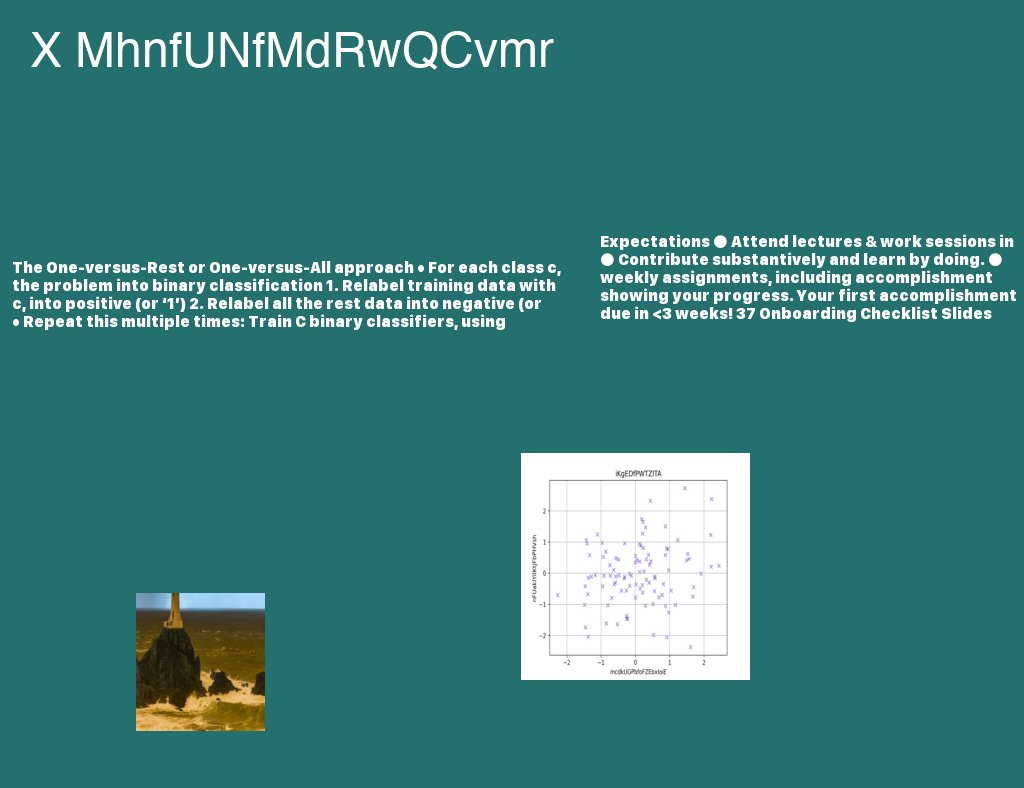 X MhnfUNfMdRwQCvmr
The One-versus-Rest or One-versus-All approach • For each class c,
the problem into binary classification 1. Relabel training data with
c, into positive (or ‘1’) 2. Relabel all the rest data into negative (or
• Repeat this multiple times: Train C binary classifiers, using
Expectations ● Attend lectures & work sessions in
● Contribute substantively and learn by doing. ●
weekly assignments, including accomplishment
showing your progress. Your first accomplishment
due in <3 weeks! 37 Onboarding Checklist Slides
iKgEDfPWTZITA
2
1
0
−1
−2
−2 −1 0 1 2